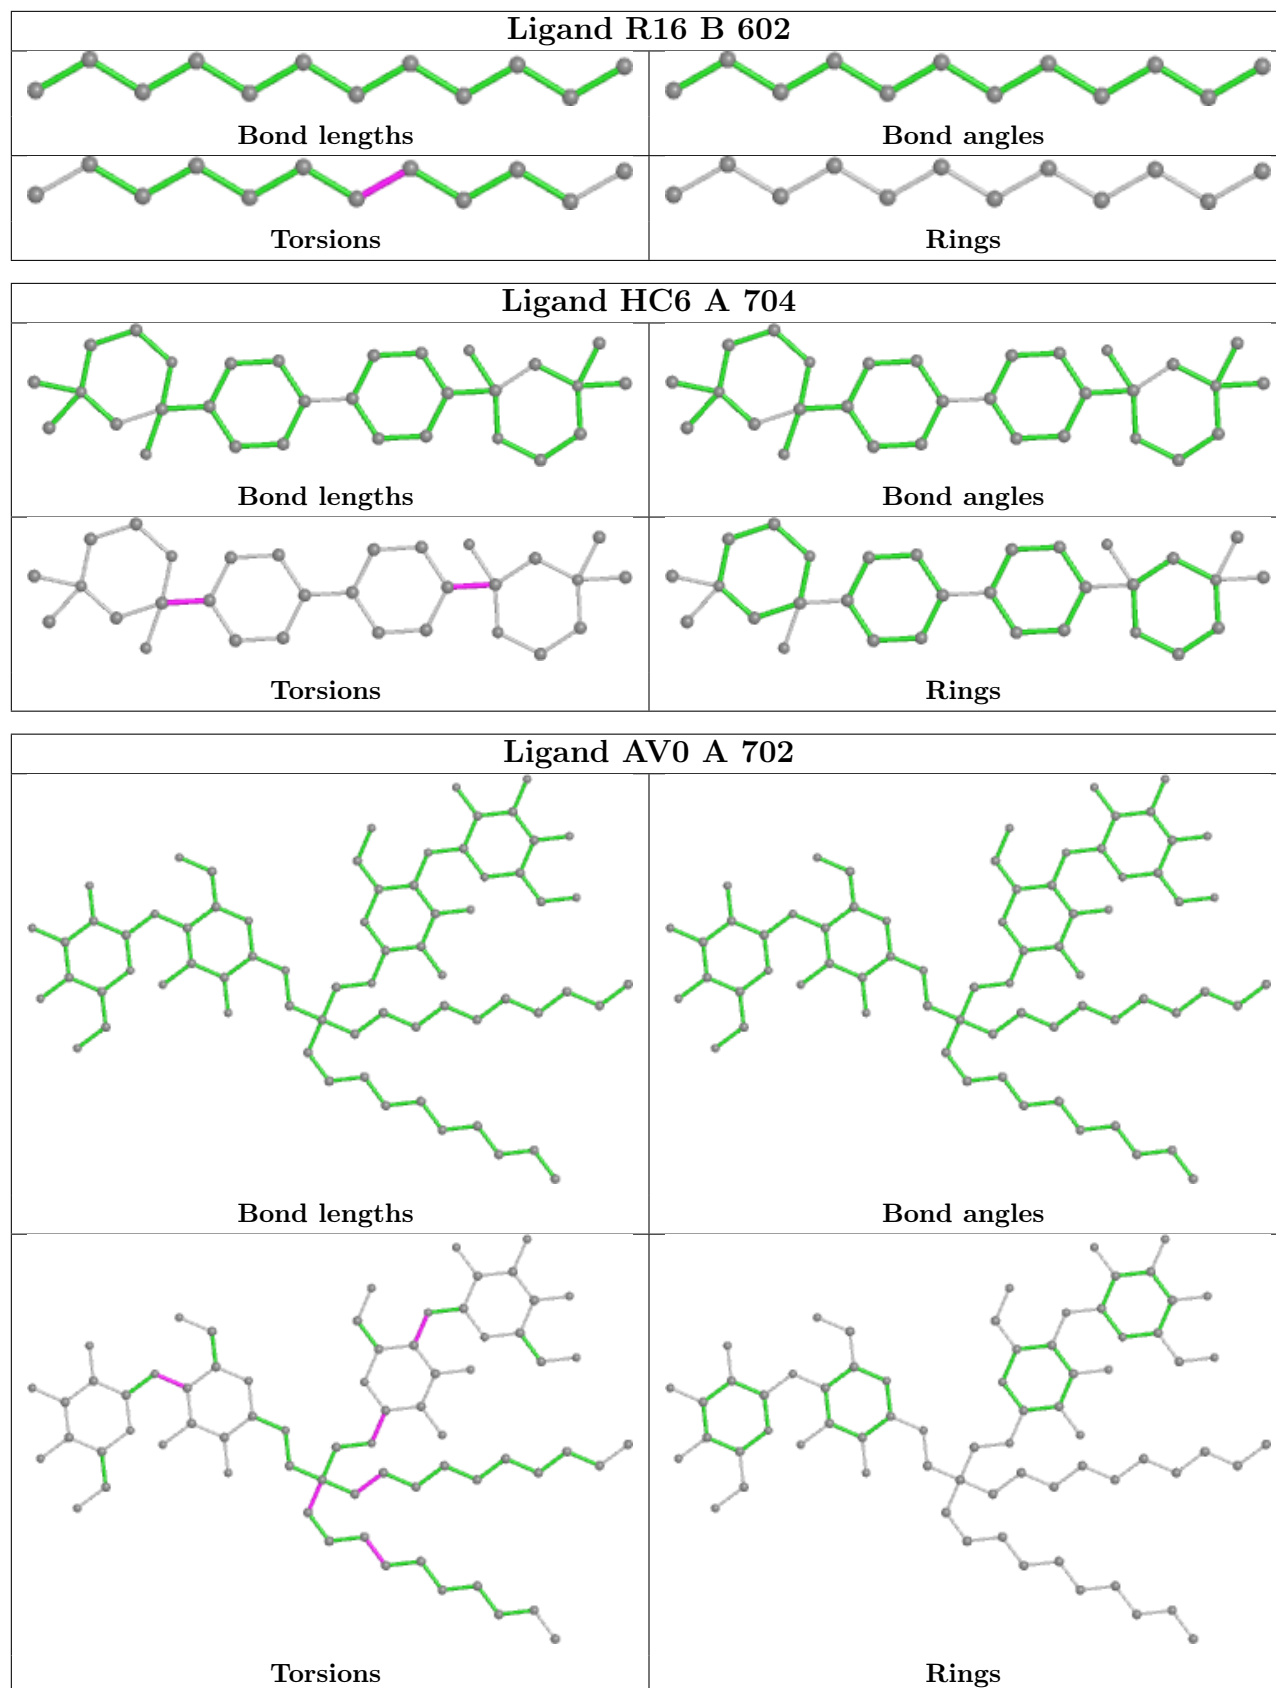 Ligand R16 B 602
Bond lengths
Bond angles
Torsions
Rings
Ligand HC6 A 704
Bond lengths
Bond angles
Torsions
Rings
Ligand AV0 A 702
Bond lengths
Bond angles
Torsions
Rings